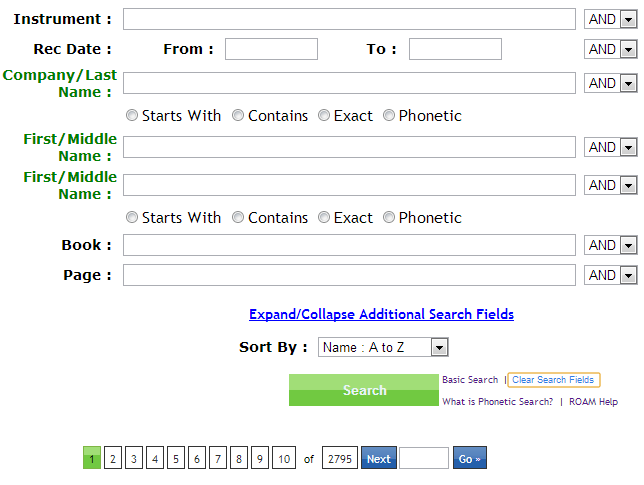 Instrument : AND
Rec Date : From : To : AND
Company/Last
Name : AND
Starts With Contains Exact Phonetic
First/Middle
Name : AND
First/Middle
Name : AND
Starts With Contains Exact Phonetic
Book : AND
Page : AND
Expand/Collapse Additional Search Fields
Sort By : Name : A to Z
Search Basic Search | Clear Search Fields
What is Phonetic Search? | ROAM Help
1 2 3 4 5 6 7 8 9 10 of 2795 Next Go »